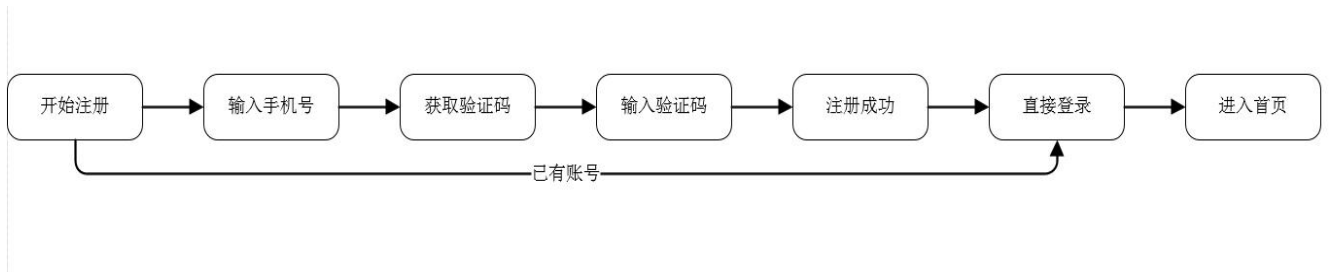 开始注册
输入手机号
获取验证码
输入验证码
注册成功
直接登录
进入首页
已有账号